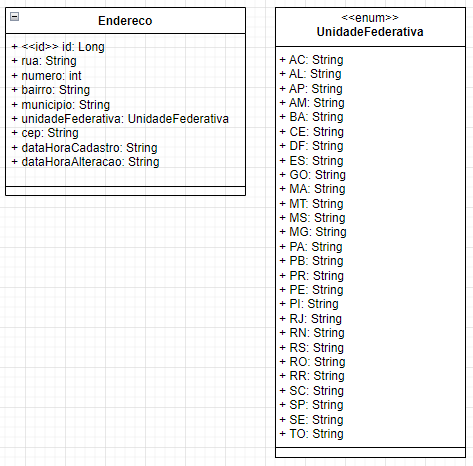 Endereco
+ <<id>> id: Long
+ rua: String
+ numero: int
+ bairro: String
+ municipio: String
+ unidadeFederativa: UnidadeFederativa
+ cep: String
+ dataHoraCadastro: String
+ dataHoraAlteracao: String
<<enum>>
UnidadeFederativa
+ AC: String
+ AL: String
+ AP: String
+ AM: String
+ BA: String
+ CE: String
+ DF: String
+ ES: String
+ GO: String
+ MA: String
+ MT: String
+ MS: String
+ MG: String
+ PA: String
+ PB: String
+ PR: String
+ PE: String
+ PI: String
+ RJ: String
+ RN: String
+ RS: String
+ RO: String
+ RR: String
+ SC: String
+ SP: String
+ SE: String
+ TO: String